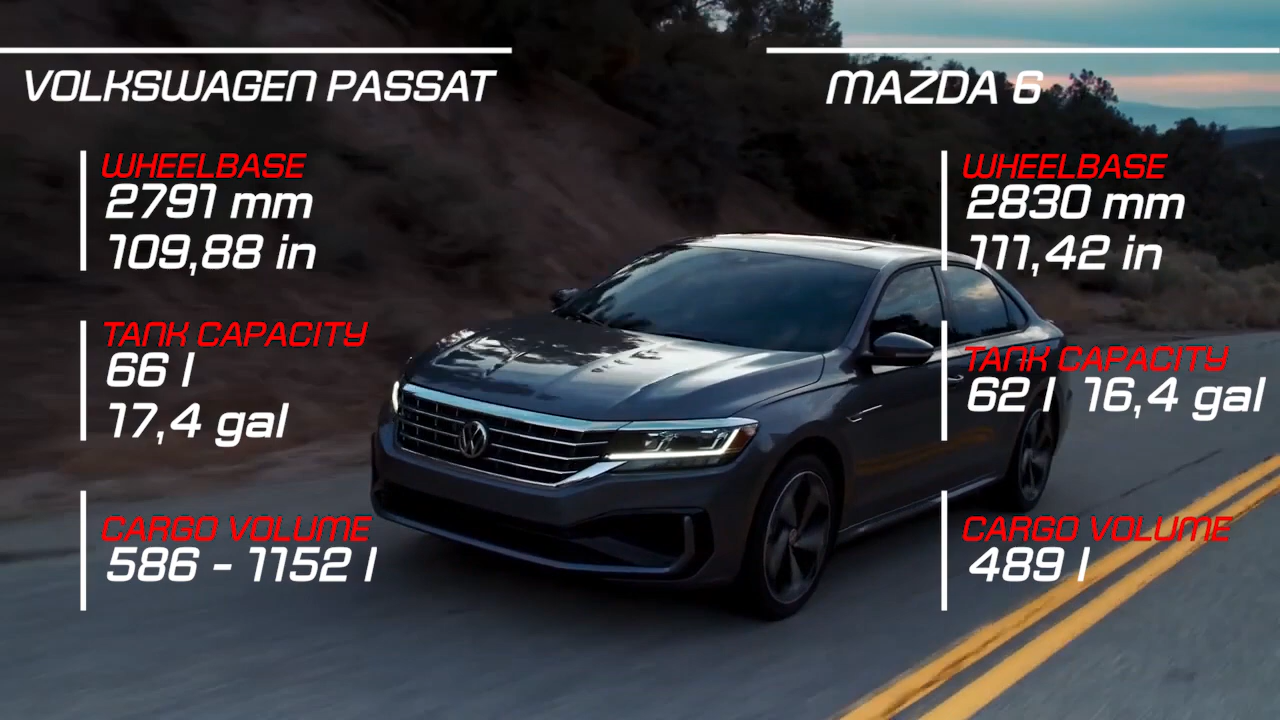 VOLKSWAGEN PASSAT
WHEELBASE
2791 mm
109,88 in
TANK CAPACITY
66 l
17,4 gal
CARGO VOLUME
586 - 1152 l
MAZDA 6
WHEELBASE
2830 mm
111,42 in
TANK CAPACITY
62 l 16,4 gal
CARGO VOLUME
489 l